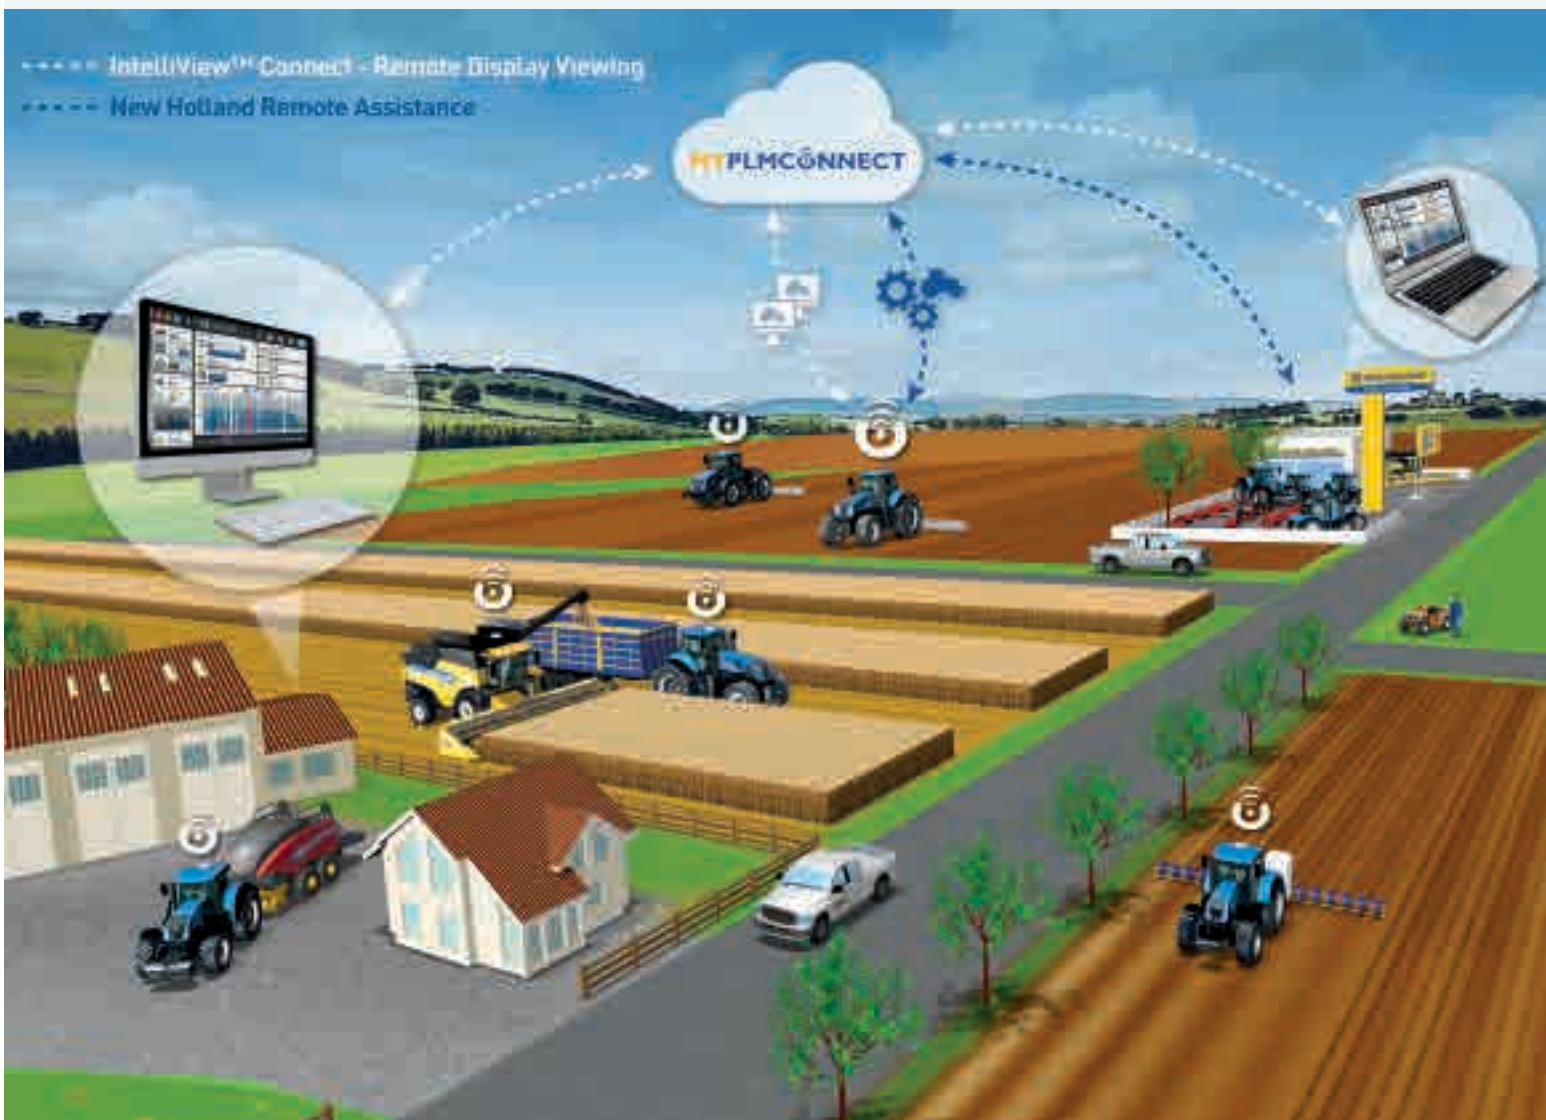 IntelliView™ Connect - Remote Display Viewing
New Holland Remote Assistance
MYPLMCONNECT